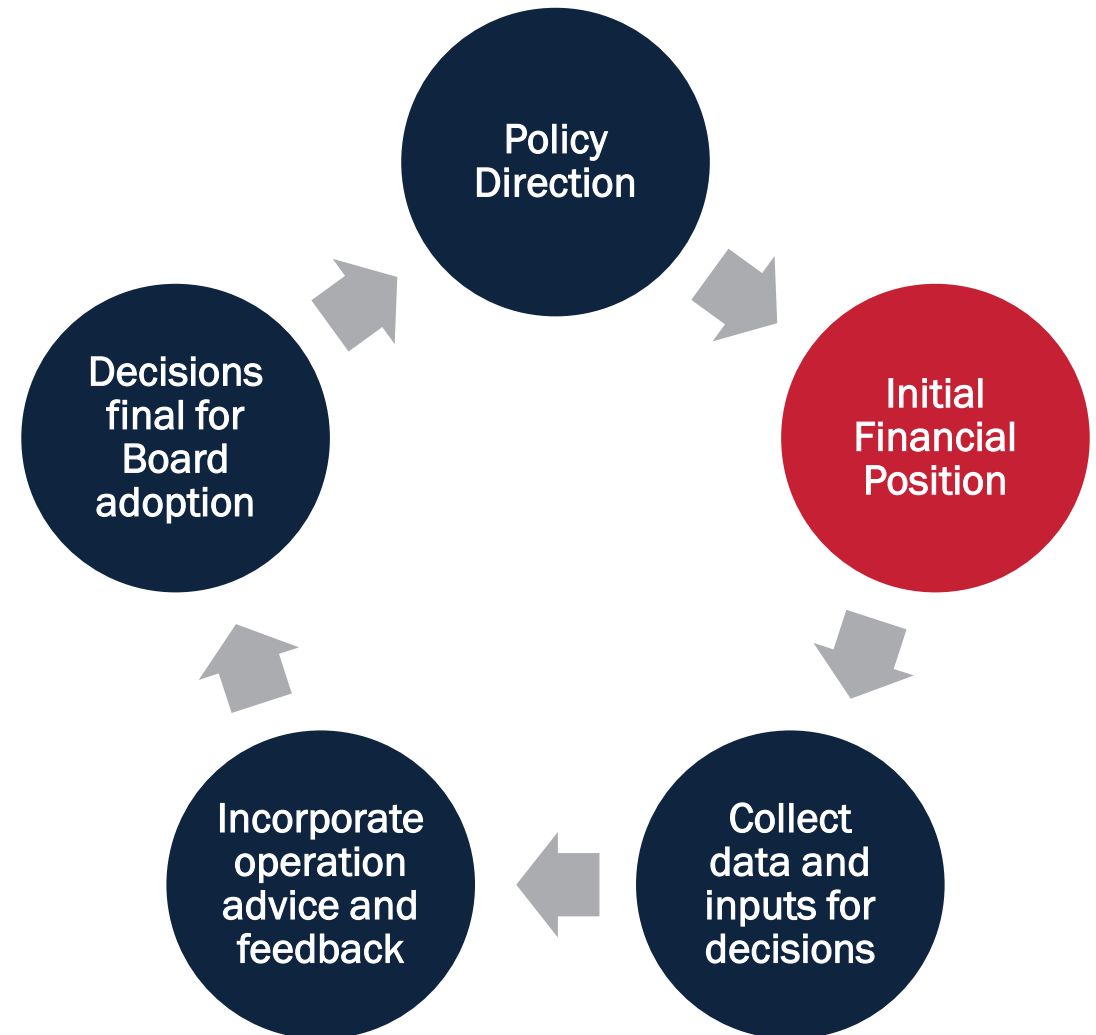 Policy
Direction
Initial
Financial
Position
Collect
data and
inputs for
decisions
Incorporate
operation
advice and
feedback
Decisions
final for
Board
adoption